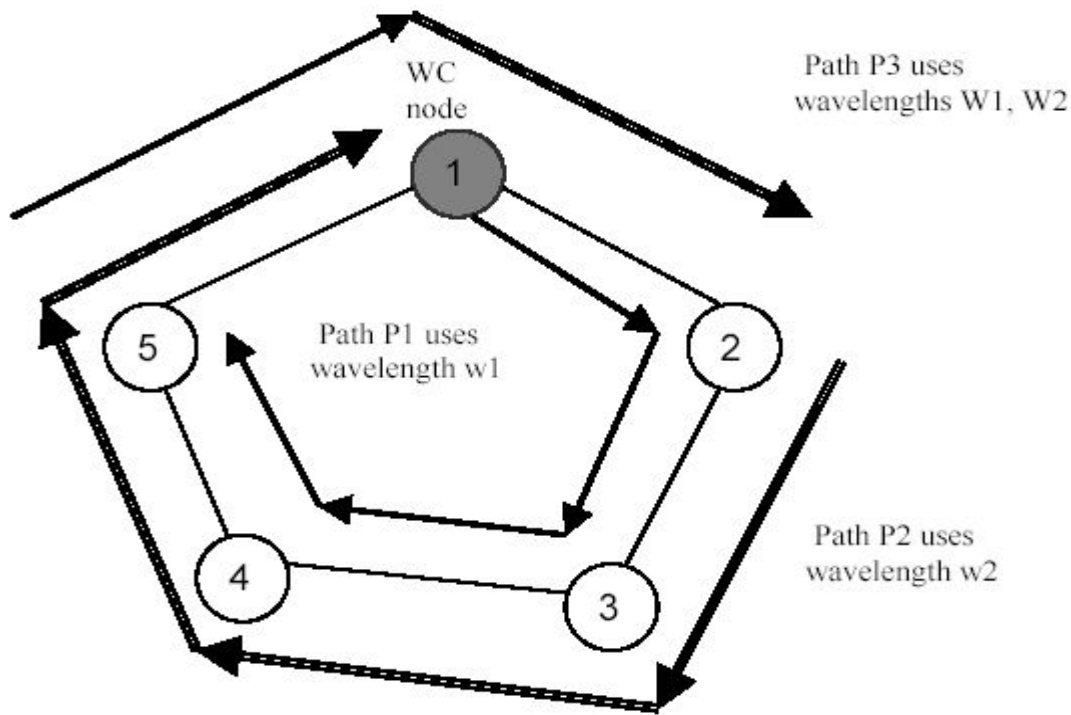 WC
node
Path P3 uses
wavelengths W1, W2
1
Path P1 uses
wavelength w1
5
2
Path P2 uses
wavelength w2
4
3